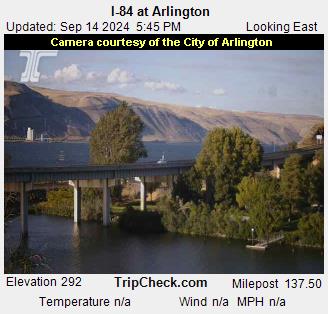 I-84 at Arlington
Updated: Sep 14 2024 5:45 PM Looking East
Camera courtesy of the City of Arlington
Elevation 292 TripCheck.com Milepost 137.50
Temperature n/a Wind n/a MPH n/a